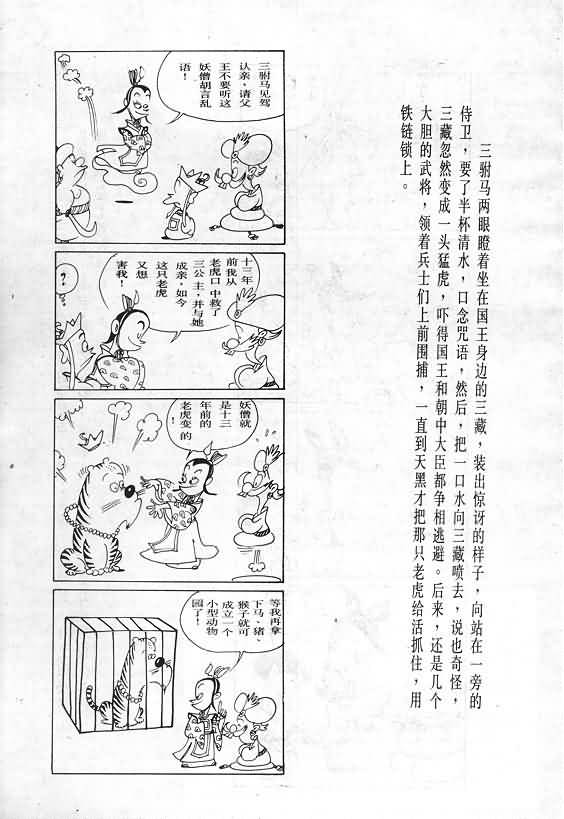 三驸马两眼瞪着坐在国王身边的三藏，装出惊讶的样子，向站在一旁的
侍卫，要了半杯清水，口念咒语，然后，把一口水向三藏喷去，说也奇怪，
三藏忽然变成一头猛虎，吓得国王和朝中大臣都争相逃避。后来，还是几个
大胆的武将，领着兵士们上前围捕，一直到天黑才把那只老虎给活抓住，用
铁链锁上。
三驸马见驾
认亲，请父
王不要听这
妖僧胡言乱
语！
十三年
前我从
老虎口中救了
三公主，并与她
成亲，如今
这只老虎
又想
害我！
？
妖僧就
是十三
年前的
老虎变的
等我再拿
下马、猪、
猴子就可
成立一个
小型动物
园了！